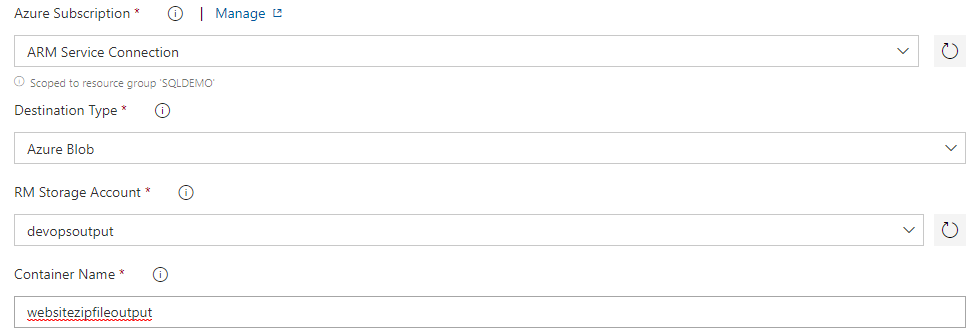 Azure Subscription * | Manage
ARM Service Connection
Scoped to resource group 'SQLDEMO'
Destination Type *
Azure Blob
RM Storage Account *
devopsoutput
Container Name *
websitezipfileoutput